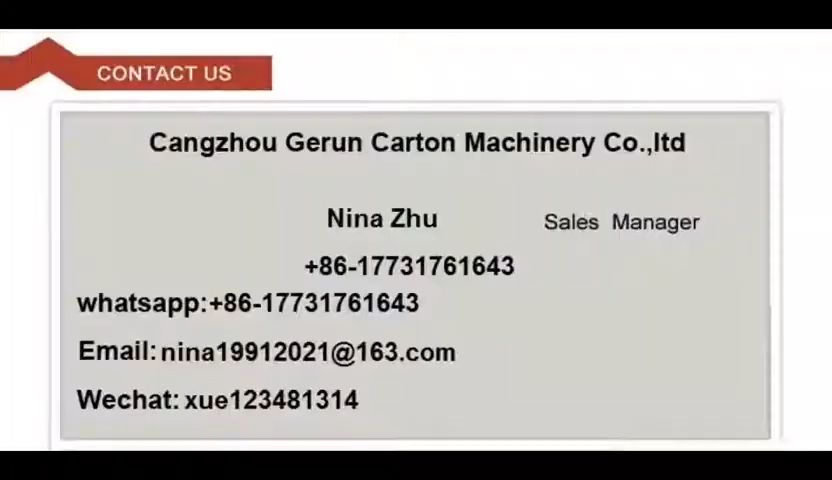 CONTACT US
Cangzhou Gerun Carton Machinery Co.,ltd
Nina Zhu Sales Manager
+86-17731761643
whatsapp:+86-17731761643
Email: nina19912021@163.com
Wechat: xue123481314